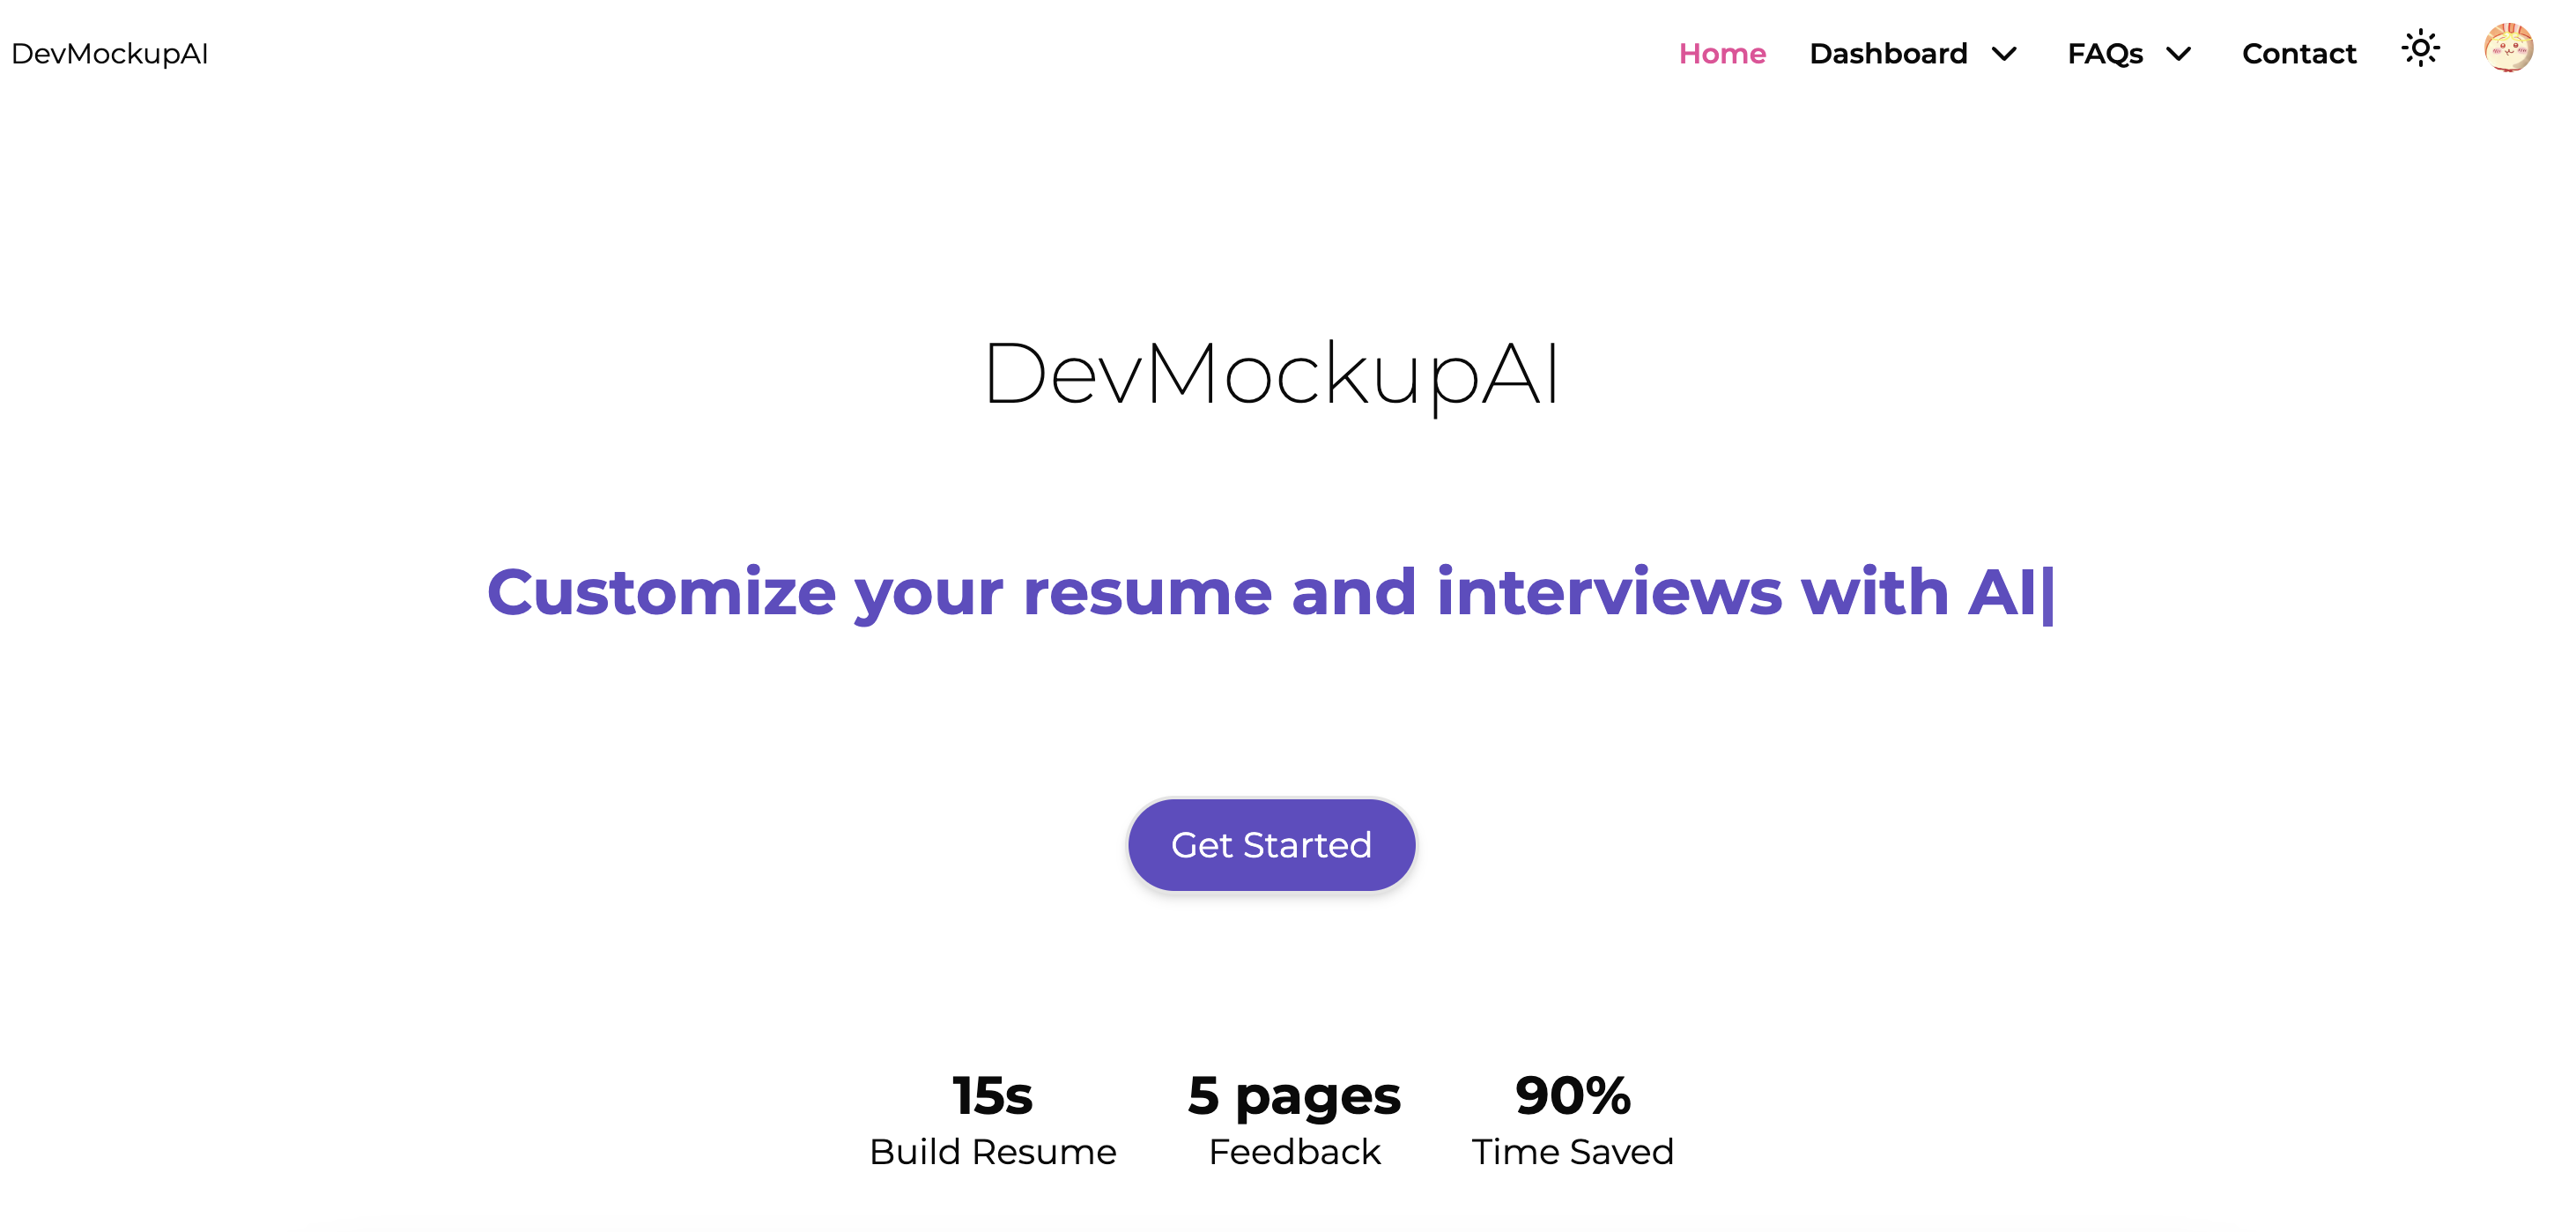 DevMockupAI
Home Dashboard FAQs Contact
DevMockupAI
Customize your resume and interviews with AI|
Get Started
15s 5 pages 90%
Build Resume Feedback Time Saved